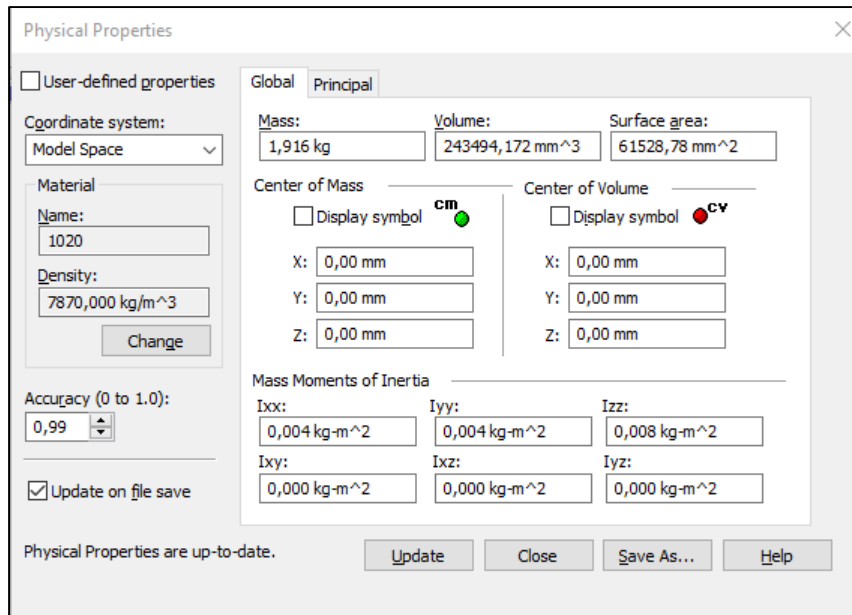 Physical Properties
User-defined properties
Coordinate system:
Model Space
Material
Name:
1020
Density:
7870,000 kg/m^3
Change
Accuracy (0 to 1.0):
0,99
Update on file save
Global Principal
Mass: Volume: Surface area:
1,916 kg 243494,172 mm^3 61528,78 mm^2
Center of Mass Center of Volume
Display symbol cm Display symbol cv
X: 0,00 mm X: 0,00 mm
Y: 0,00 mm Y: 0,00 mm
Z: 0,00 mm Z: 0,00 mm
Mass Moments of Inertia
Ixx: Iyy: Izz:
0,004 kg-m^2 0,004 kg-m^2 0,008 kg-m^2
Ixy: Ixz: Iyz:
0,000 kg-m^2 0,000 kg-m^2 0,000 kg-m^2
Physical Properties are up-to-date. Update Close Save As... Help